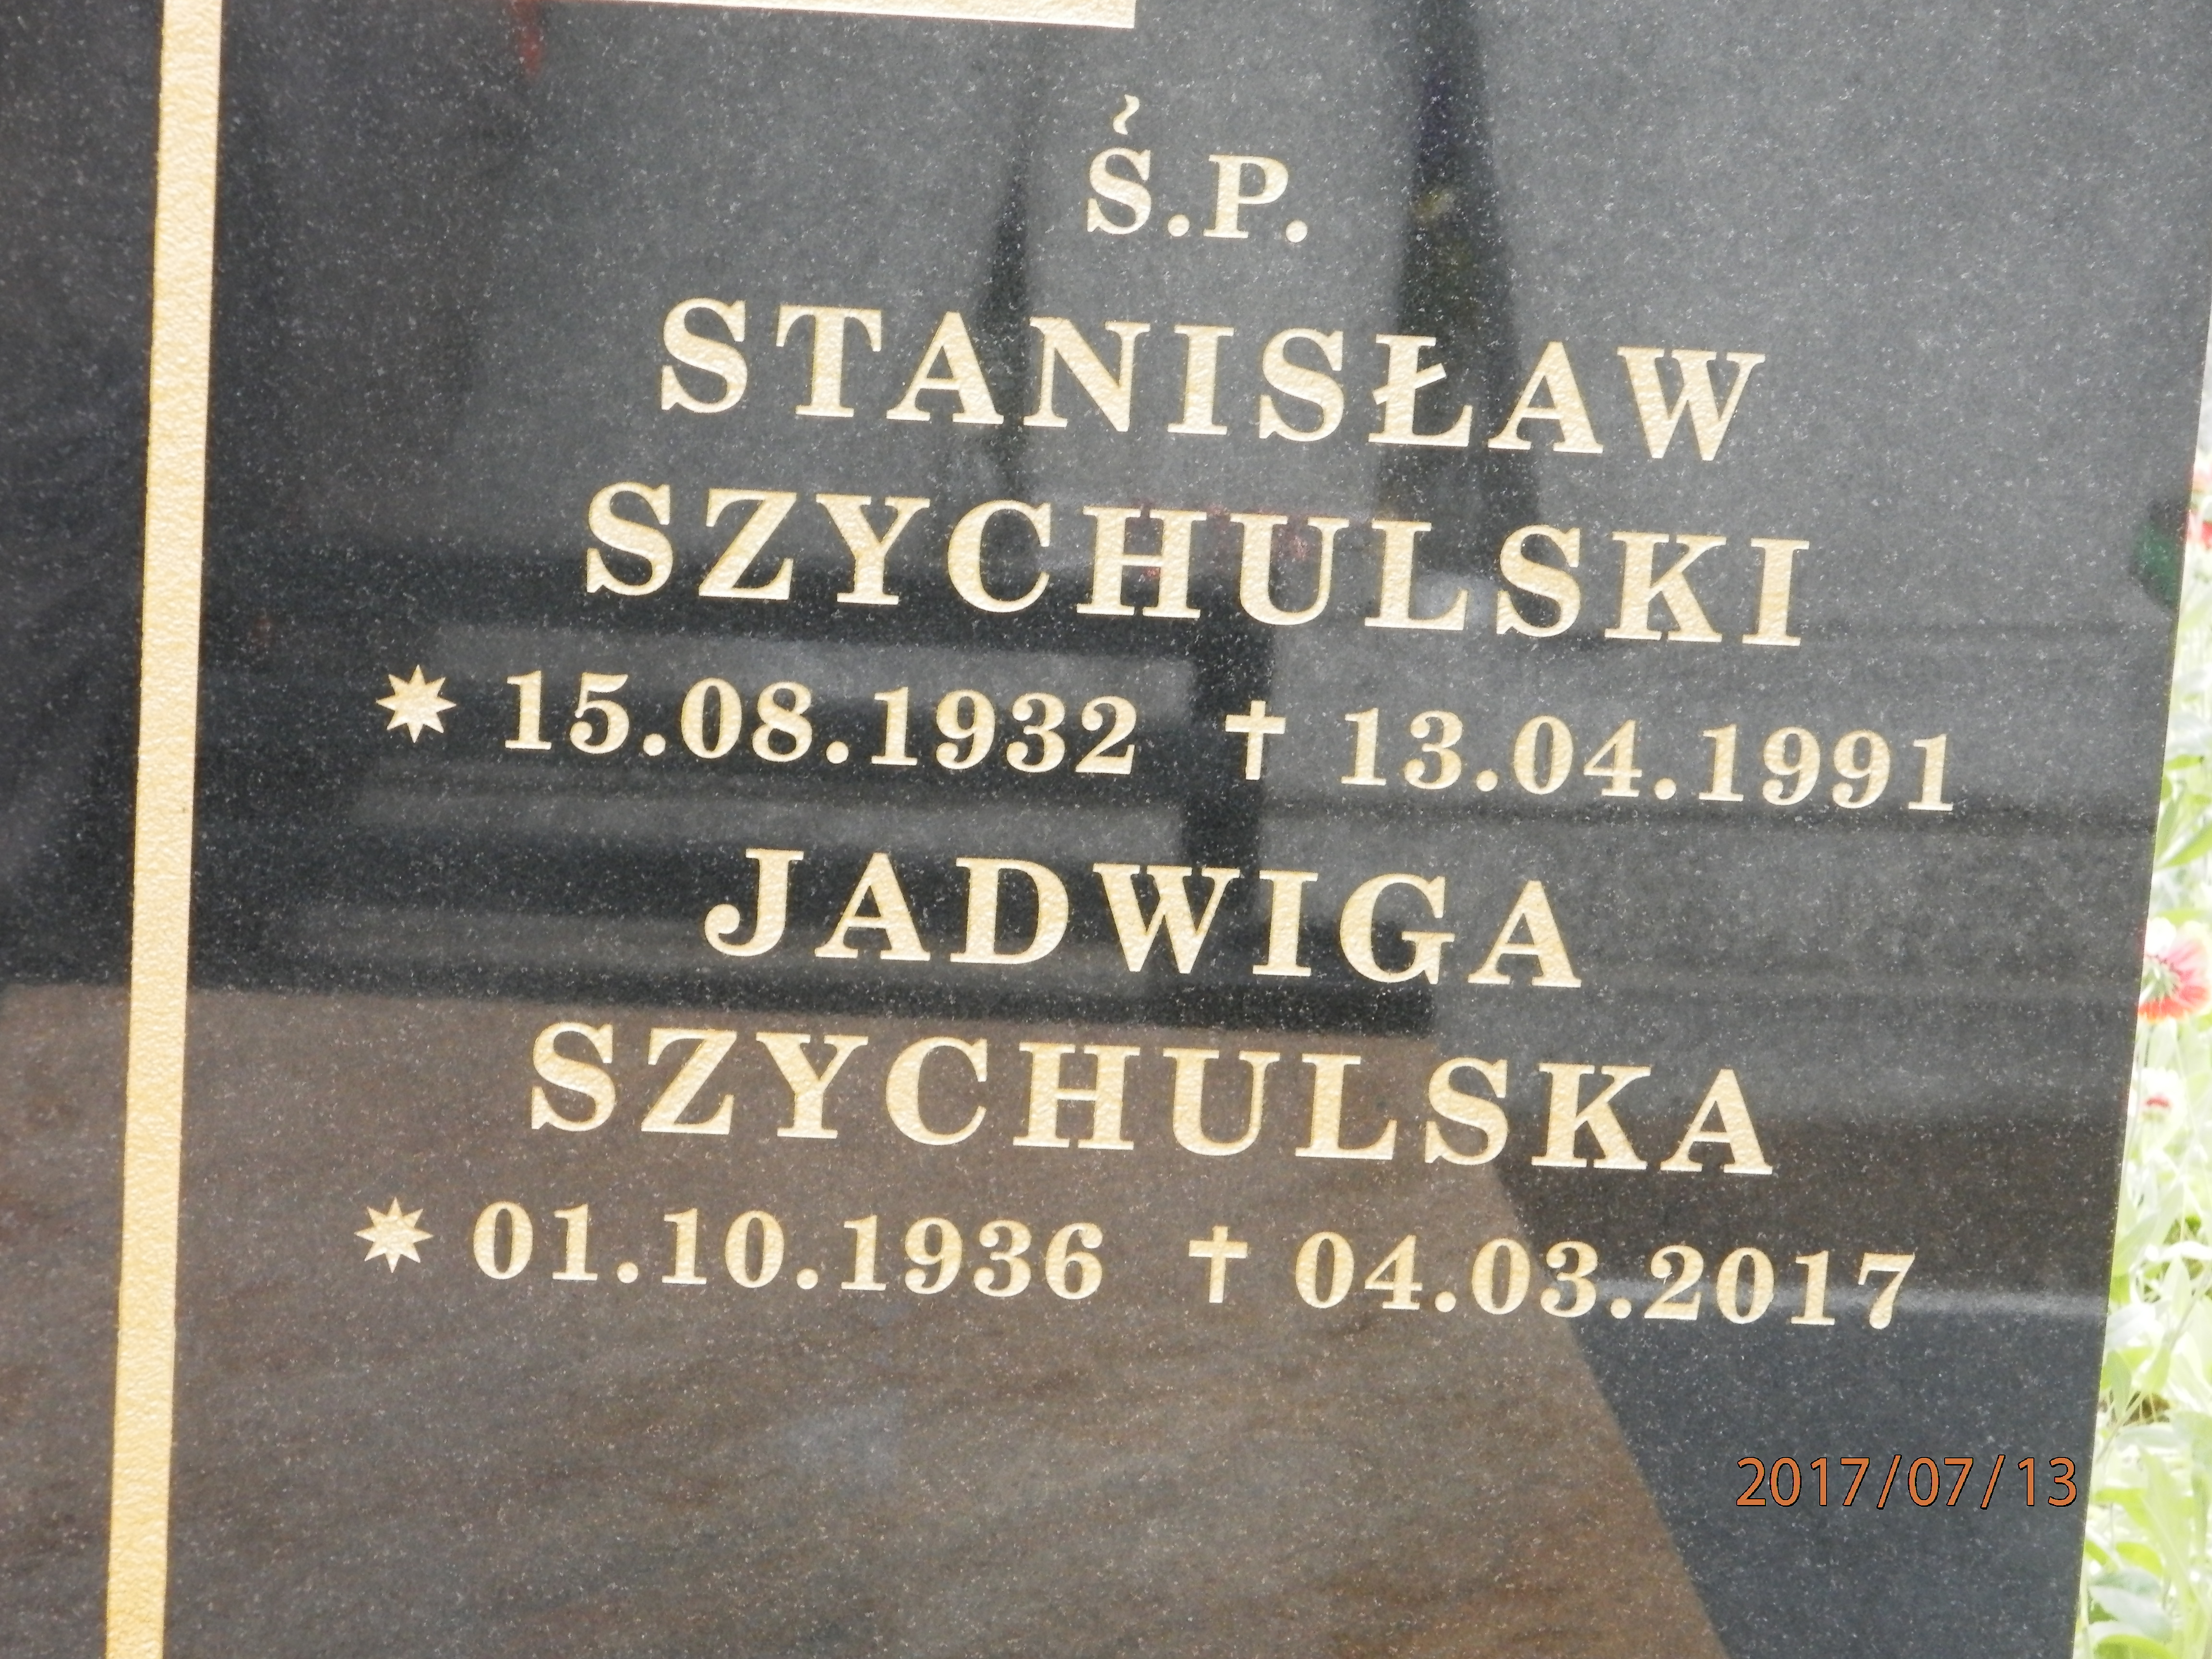 Ś.P.
STANISŁAW
SZYCHULSKI
✷ 15.08.1932 † 13.04.1991
JADWIGA
SZYCHULSKA
✷ 01.10.1936 † 04.03.2017
2017/07/13